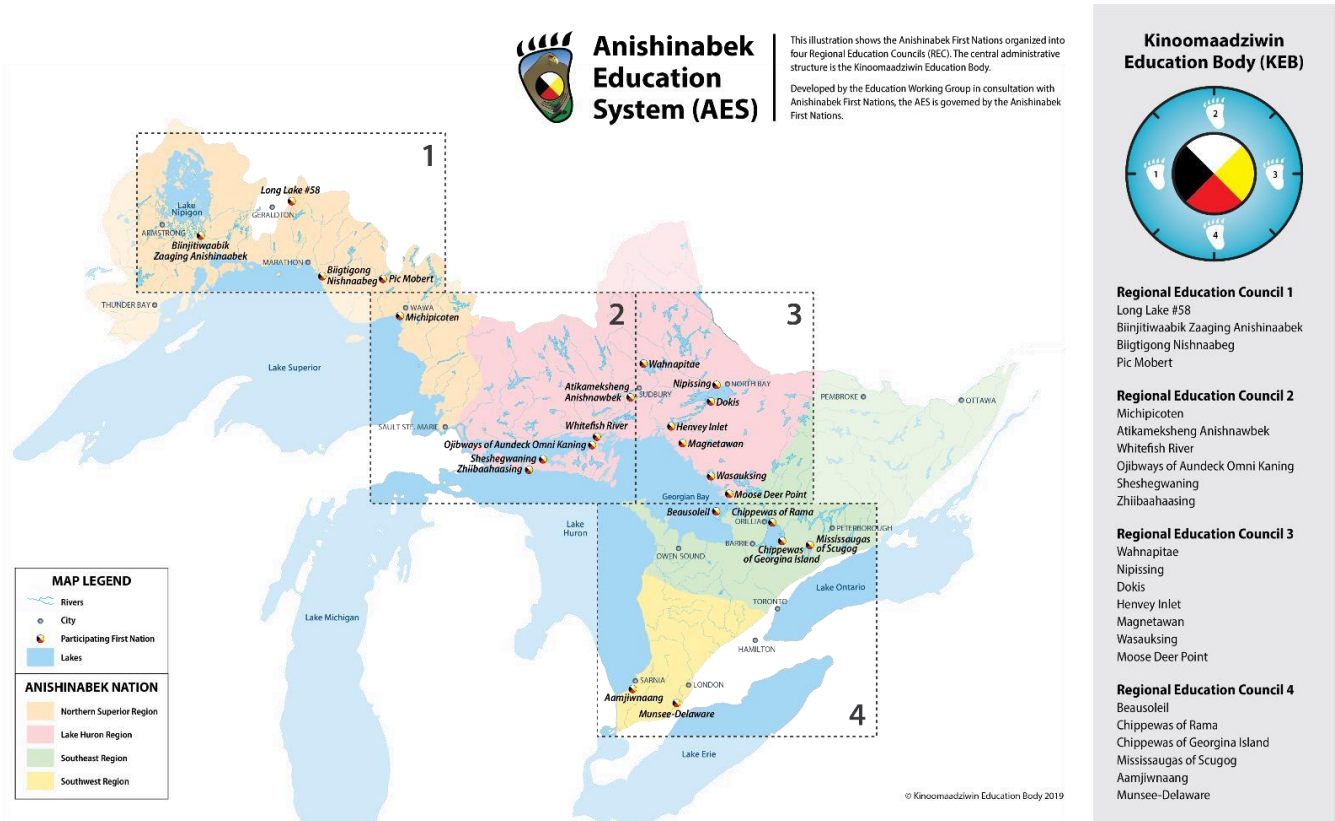 Anishinabek
Education
System (AES)
This illustration shows the Anishinabek First Nations organized into
four Regional Education Councils (REC). The central administrative
structure is the Kinoomaadziwin Education Body.
Developed by the Education Working Group in consultation with
Anishinabek First Nations, the AES is governed by the Anishinabek
First Nations.
1
Long Lake #58
Lake
Nipigon
GERALDTON
ARMSTRONG
Biinjitiwaabik
Zaaging Anishinaabek
MARATHON
Biigtigong
Nishnaabeg
Pic Mobert
THUNDER BAY
WAWA
Michipicoten
2
3
Lake Superior
Wahnapitae
Atikameksheng
Anishnawbek
SUDBURY
Nipissing
NORTH BAY
Dokis
PEMBROKE
OTTAWA
SAULT STE. MARIE
Whitefish River
Henvey Inlet
Ojibways of Aundeck Omni Kaning
Magnetawan
Sheshegwaning
Zhiibaahaasing
Wasauksing
Georgian Bay
Moose Deer Point
Beausoleil
Chippewas of Rama
ORILLIA
Lake
Huron
PETERBOROUGH
BARRIE
Mississaugas
of Scugog
OWEN SOUND
Chippewas
of Georgina Island
Lake Ontario
TORONTO
Lake Michigan
HAMILTON
SARNIA
LONDON
Aamjiwnaang
Munsee-Delaware
4
Lake Erie
MAP LEGEND
Rivers
City
Participating First Nation
Lakes
ANISHINABEK NATION
Northern Superior Region
Lake Huron Region
Southeast Region
Southwest Region
© Kinoomaadziwin Education Body 2019
Kinoomaadziwin
Education Body (KEB)
2
1
3
4
Regional Education Council 1
Long Lake #58
Biinjitiwaabik Zaaging Anishinaabek
Biigtigong Nishnaabeg
Pic Mobert
Regional Education Council 2
Michipicoten
Atikameksheng Anishnawbek
Whitefish River
Ojibways of Aundeck Omni Kaning
Sheshegwaning
Zhiibaahaasing
Regional Education Council 3
Wahnapitae
Nipissing
Dokis
Henvey Inlet
Magnetawan
Wasauksing
Moose Deer Point
Regional Education Council 4
Beausoleil
Chippewas of Rama
Chippewas of Georgina Island
Mississaugas of Scugog
Aamjiwnaang
Munsee-Delaware